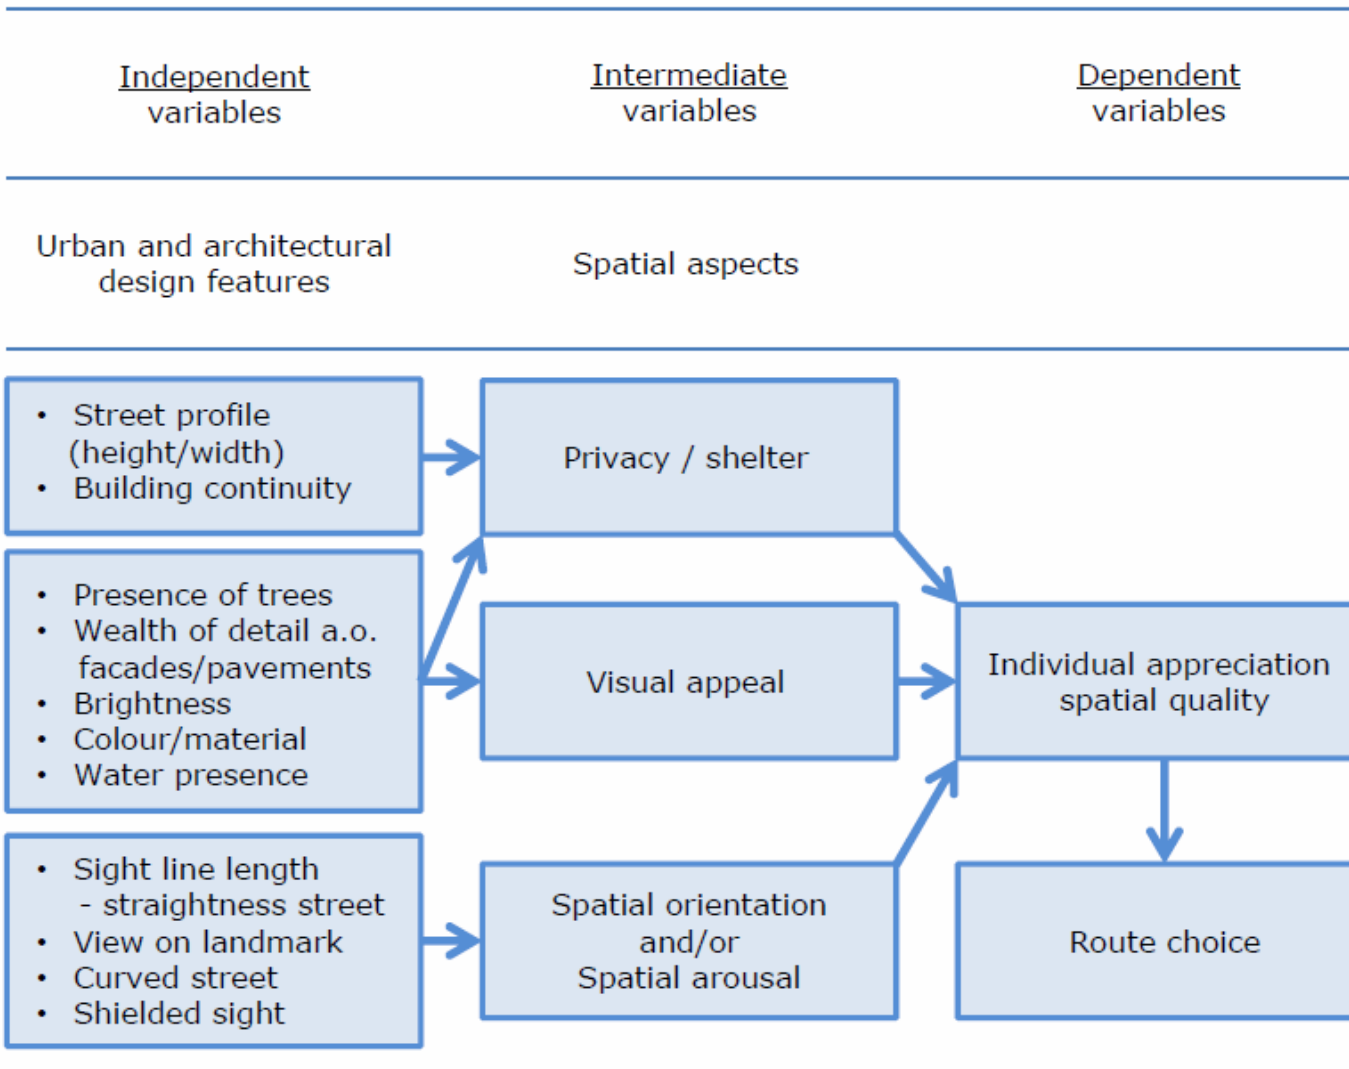 Independent
variables
Intermediate
variables
Dependent
variables
Urban and architectural
design features
Spatial aspects
• Street profile
(height/width)
• Building continuity
Privacy / shelter
• Presence of trees
• Wealth of detail a.o.
facades/pavements
• Brightness
• Colour/material
• Water presence
Visual appeal
Individual appreciation
spatial quality
• Sight line length
- straightness street
• View on landmark
• Curved street
• Shielded sight
Spatial orientation
and/or
Spatial arousal
Route choice